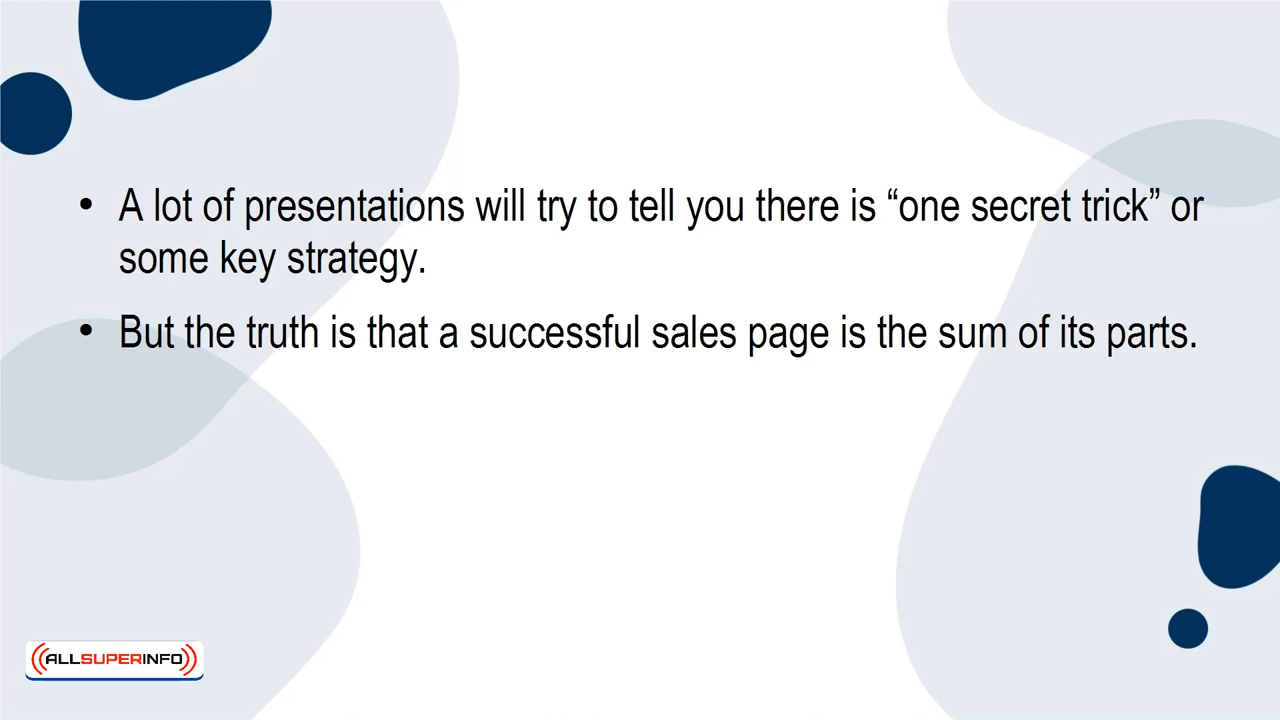 • A lot of presentations will try to tell you there is “one secret trick” or
some key strategy.
• But the truth is that a successful sales page is the sum of its parts.
ALLSUPERINFO